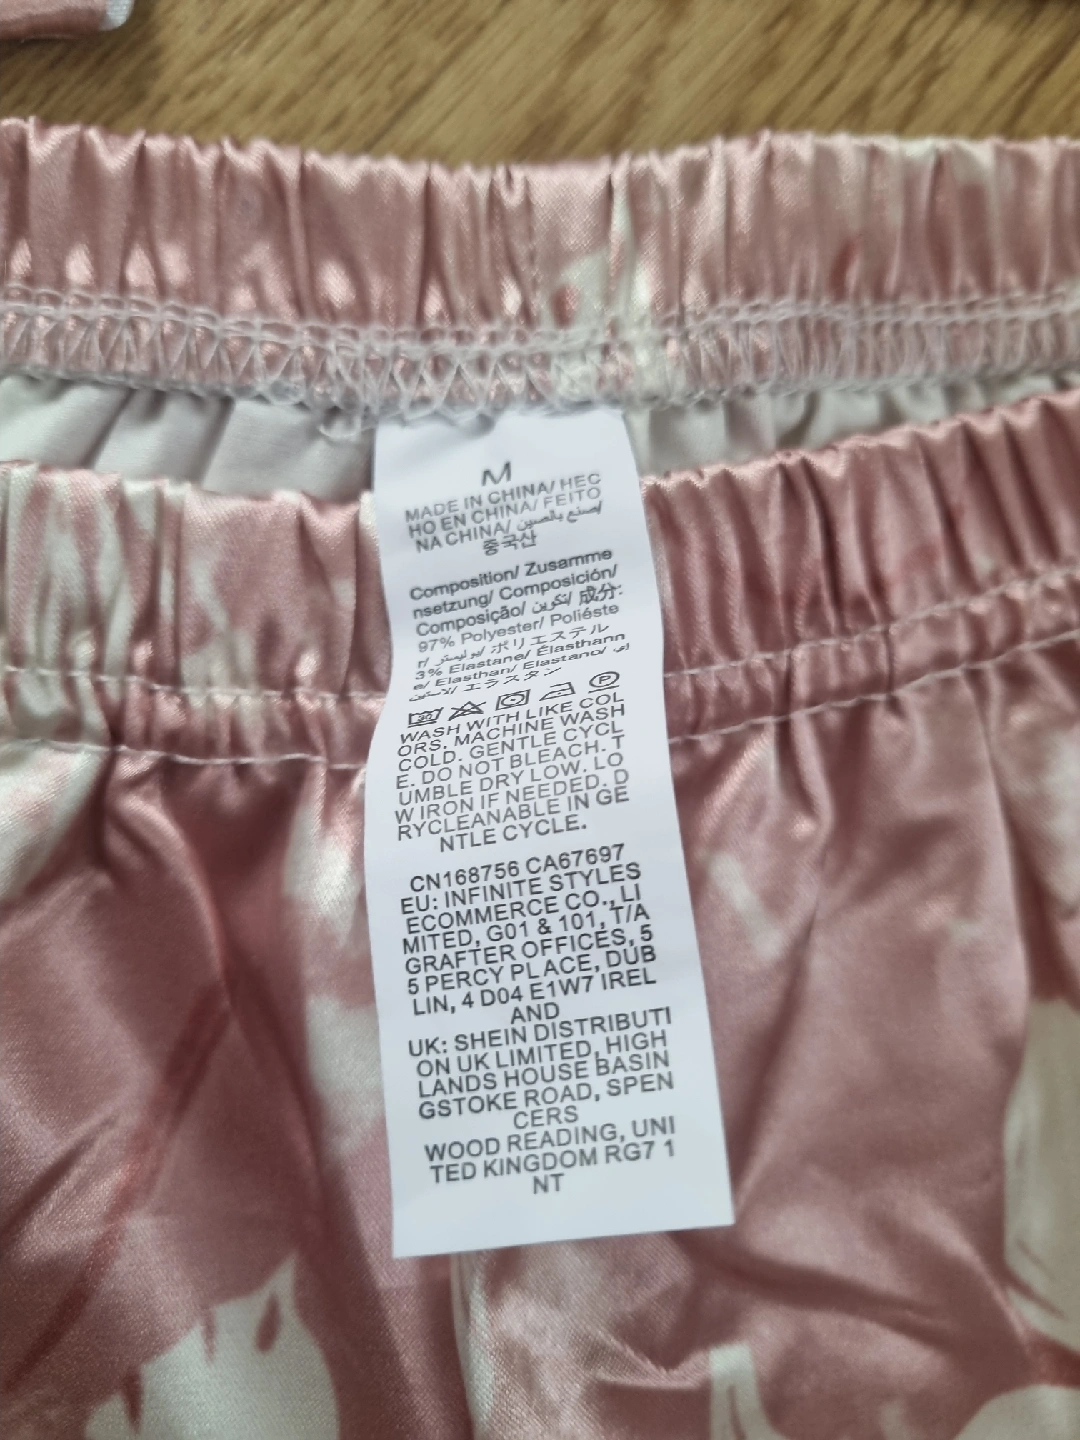 M
MADE IN CHINA/ HEC
HO EN CHINA/ FEITO
NA CHINA/ صنع بالصين/
중국산
Composition/ Zusamme
nsetzung/ Composición/
Composição/ تكوين/ 成分:
97% Polyester/ Poliéste
r/ بوليستر/ ポリエステル
3% Elastane/ Élasthann
e/ Elasthan/ Elastano/
エラスタン
30
P
WASH WITH LIKE COL
ORS. MACHINE WASH
COLD. GENTLE CYCL
E. DO NOT BLEACH. T
UMBLE DRY LOW. LO
W IRON IF NEEDED. D
RYCLEANABLE IN GE
NTLE CYCLE.
CN168756 CA67697
EU: INFINITE STYLES
ECOMMERCE CO., LI
MITED, G01 & 101, T/A
GRAFTER OFFICES, 5
5 PERCY PLACE, DUB
LIN, 4 D04 E1W7 IREL
AND
UK: SHEIN DISTRIBUTI
ON UK LIMITED, HIGH
LANDS HOUSE BASIN
GSTOKE ROAD, SPEN
CERS
WOOD READING, UNI
TED KINGDOM RG7 1
NT